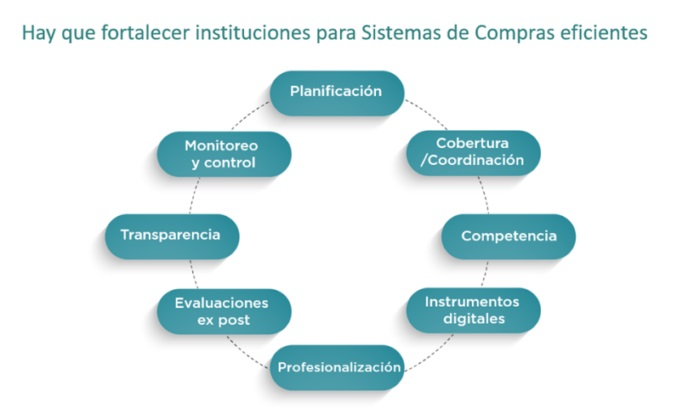 Hay que fortalecer instituciones para Sistemas de Compras eficientes
Planificación
Cobertura
/Coordinación
Competencia
Instrumentos
digitales
Profesionalización
Evaluaciones
ex post
Transparencia
Monitoreo
y control